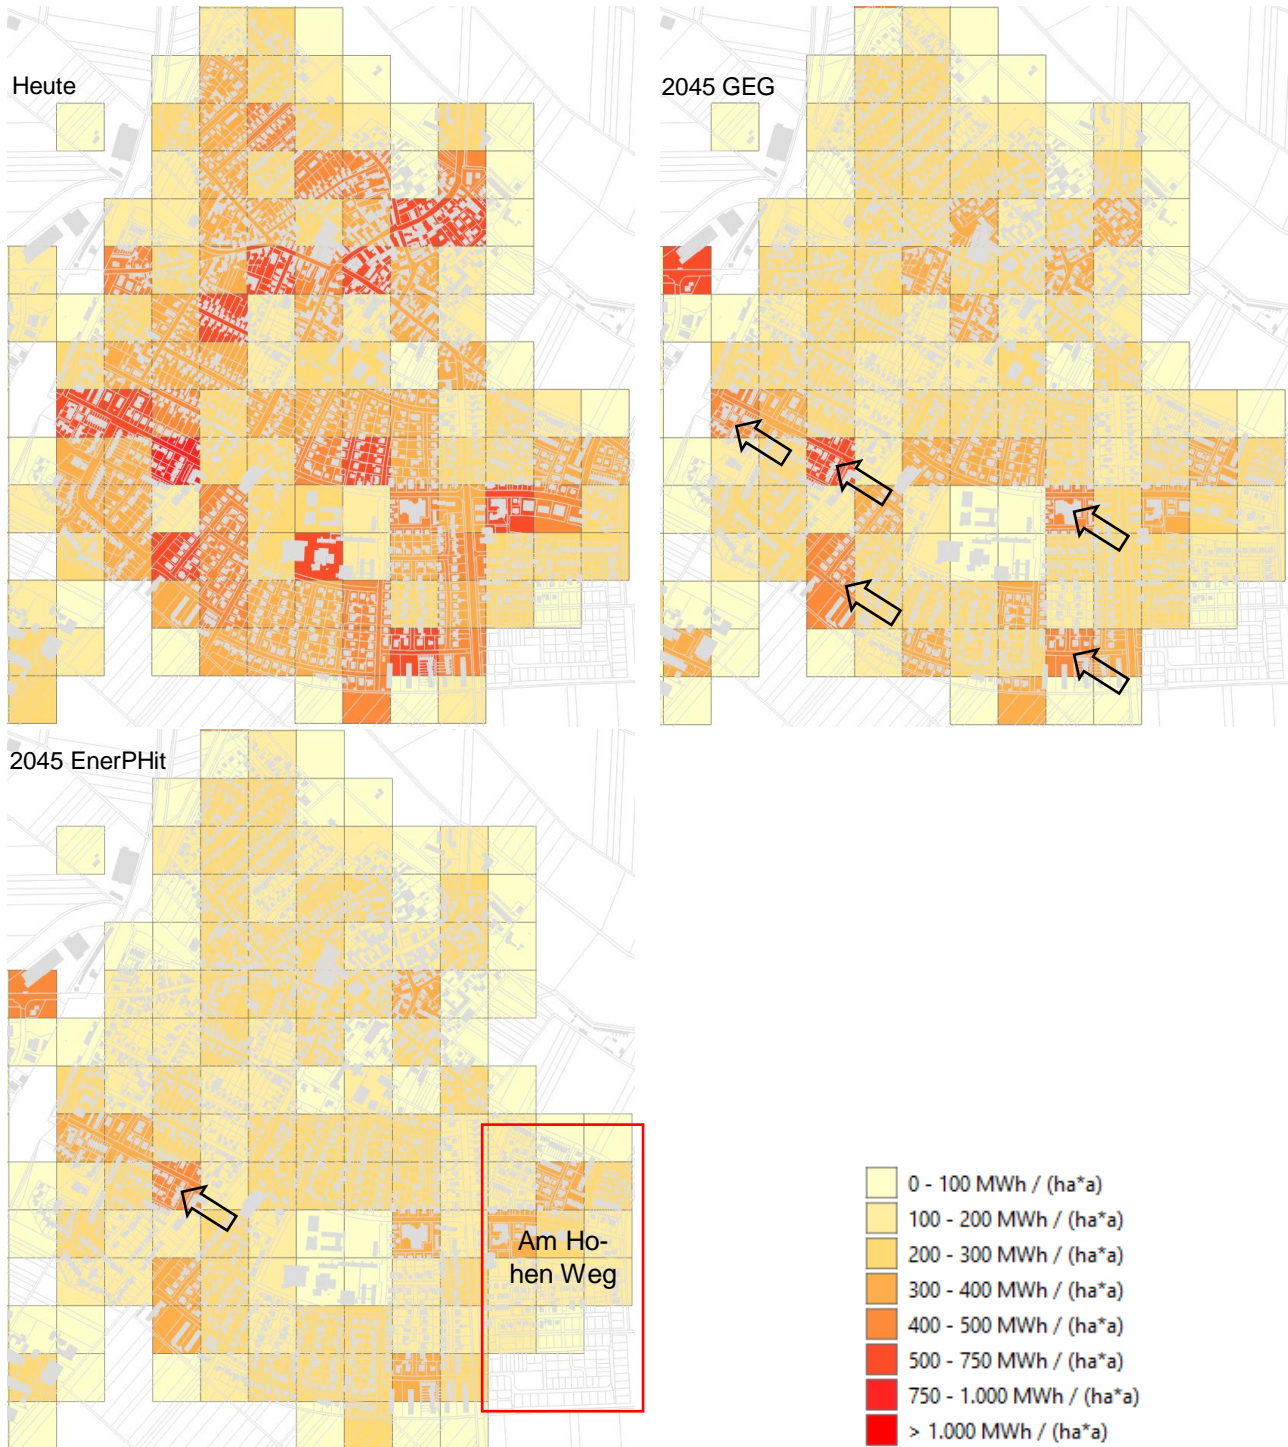 Heute
2045 GEG
2045 EnerPHit
Am Ho-
hen Weg
0 - 100 MWh / (ha*a)
100 - 200 MWh / (ha*a)
200 - 300 MWh / (ha*a)
300 - 400 MWh / (ha*a)
400 - 500 MWh / (ha*a)
500 - 750 MWh / (ha*a)
750 - 1.000 MWh / (ha*a)
> 1.000 MWh / (ha*a)